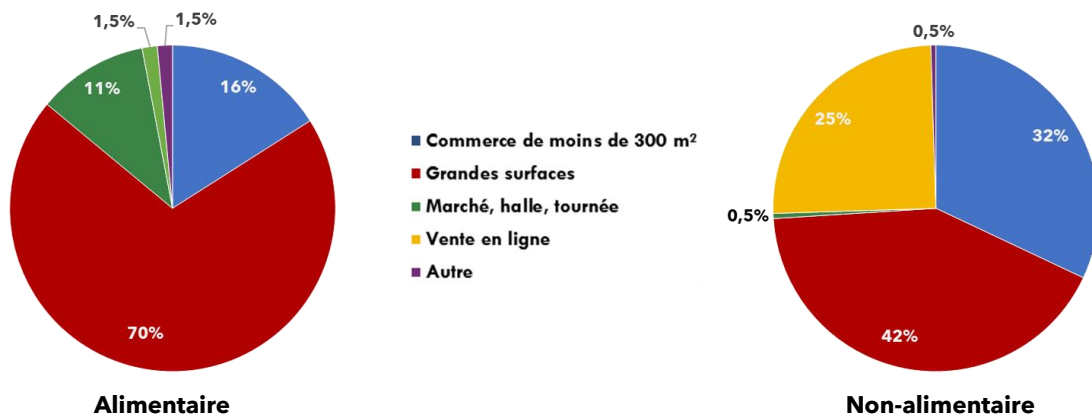 1,5%
1,5%
11%
16%
70%
Alimentaire
Commerce de moins de 300 m²
Grandes surfaces
Marché, halle, tournée
Vente en ligne
Autre
0,5%
25%
32%
0,5%
42%
Non-alimentaire